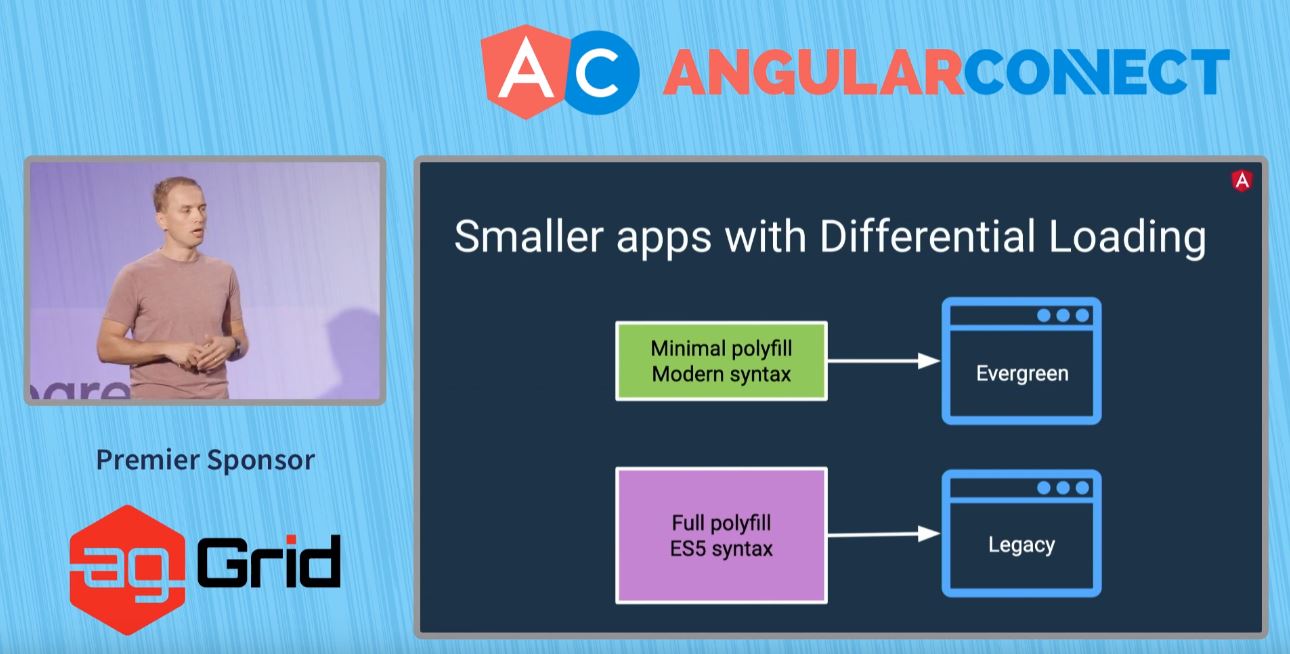 AC ANGULARCONNECT
A
Smaller apps with Differential Loading
Minimal polyfill
Modern syntax
Evergreen
Full polyfill
ES5 syntax
Legacy
Premier Sponsor
ag Grid